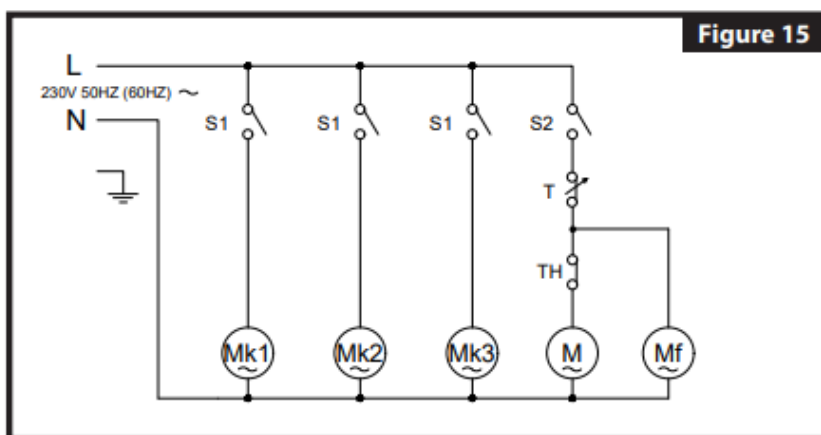 Figure 15
L
230V 50HZ (60HZ) ~
N
S1
S1
S1
S2
T
TH
Mk1
Mk2
Mk3
M
Mf